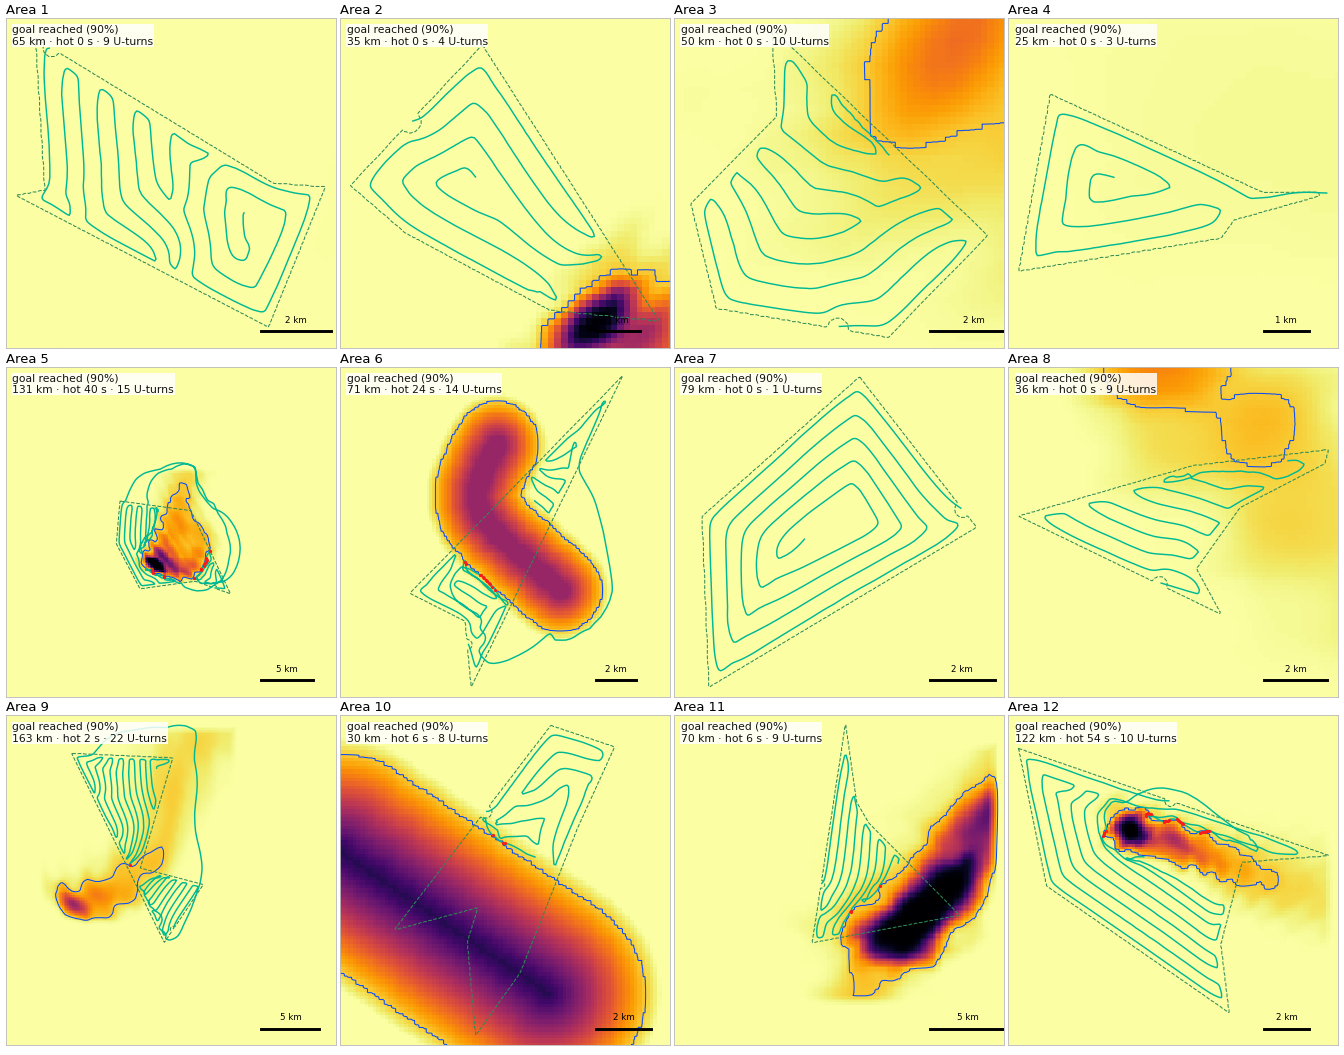 Area 1
goal reached (90%)
65 km · hot 0 s · 9 U-turns
2 km
Area 2
goal reached (90%)
35 km · hot 0 s · 4 U-turns
km
Area 3
goal reached (90%)
50 km · hot 0 s · 10 U-turns
2 km
Area 4
goal reached (90%)
25 km · hot 0 s · 3 U-turns
1 km
Area 5
goal reached (90%)
131 km · hot 40 s · 15 U-turns
5 km
Area 6
goal reached (90%)
71 km · hot 24 s · 14 U-turns
2 km
Area 7
goal reached (90%)
79 km · hot 0 s · 1 U-turns
2 km
Area 8
goal reached (90%)
36 km · hot 0 s · 9 U-turns
2 km
Area 9
goal reached (90%)
163 km · hot 2 s · 22 U-turns
5 km
Area 10
goal reached (90%)
30 km · hot 6 s · 8 U-turns
2 km
Area 11
goal reached (90%)
70 km · hot 6 s · 9 U-turns
5 km
Area 12
goal reached (90%)
122 km · hot 54 s · 10 U-turns
2 km